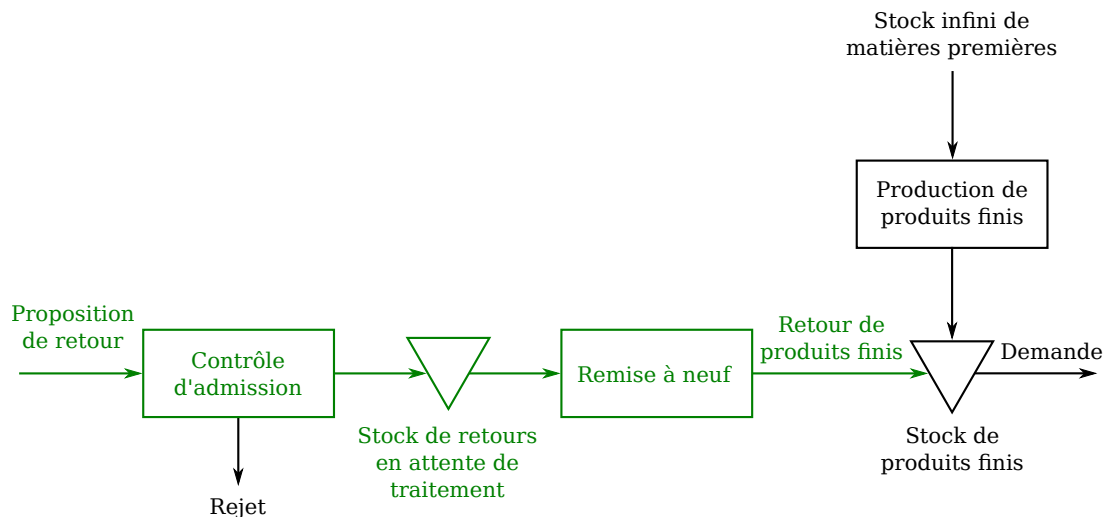 Stock infini de
matières premières
Production de
produits finis
Proposition
de retour
Contrôle
d'admission
Remise à neuf
Retour de
produits finis
Demande
Stock de retours
en attente de
traitement
Stock de
produits finis
Rejet